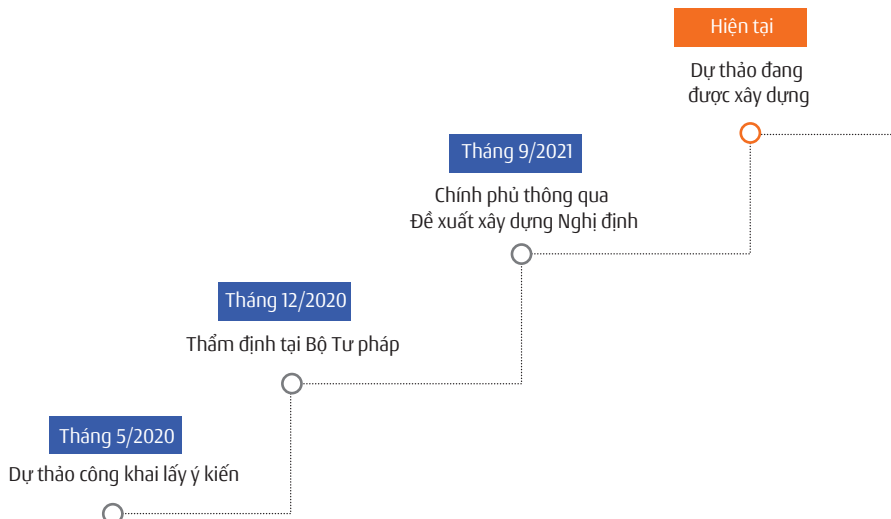 Hiện tại
Dự thảo đang
được xây dựng
Tháng 9/2021
Chính phủ thông qua
Đề xuất xây dựng Nghị định
Tháng 12/2020
Thẩm định tại Bộ Tư pháp
Tháng 5/2020
Dự thảo công khai lấy ý kiến